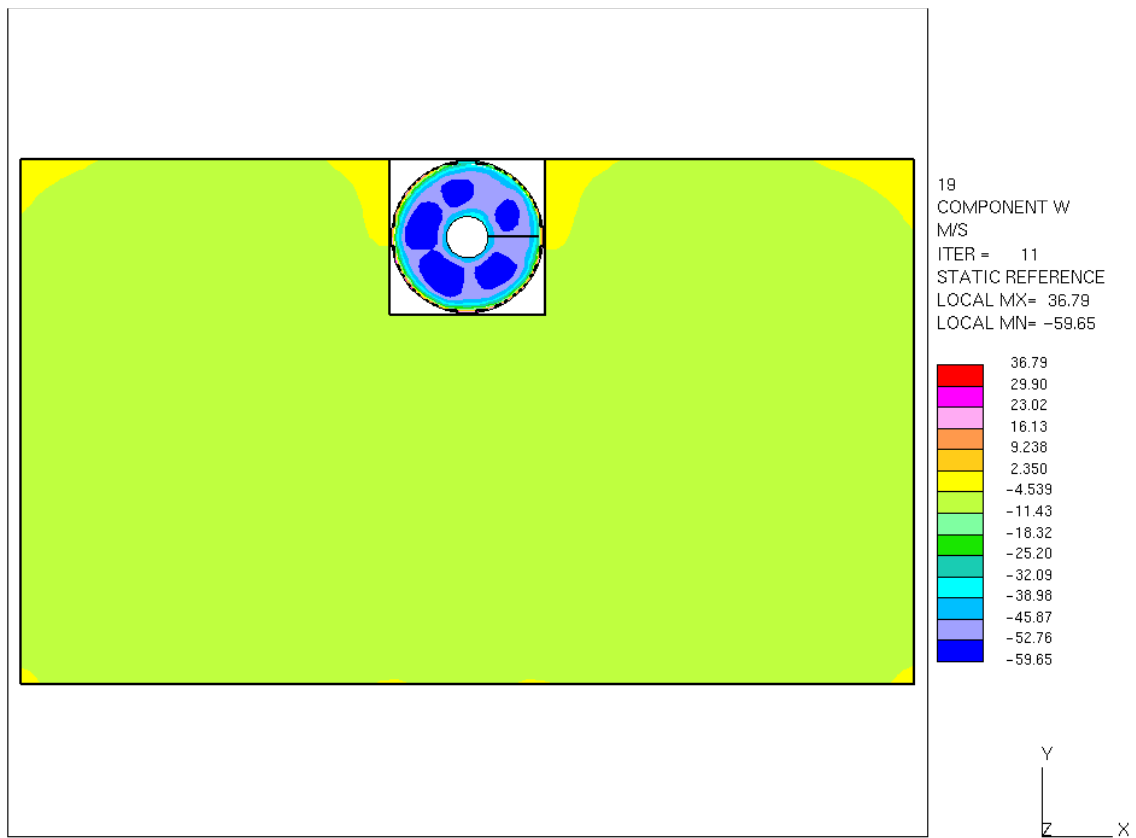 19
COMPONENT W
M/S
ITER = 11
STATIC REFERENCE
LOCAL MX= 36.79
LOCAL MN= -59.65
36.79
29.90
23.02
16.13
9.238
2.350
-4.539
-11.43
-18.32
-25.20
-32.09
-38.98
-45.87
-52.76
-59.65
Y
Z X